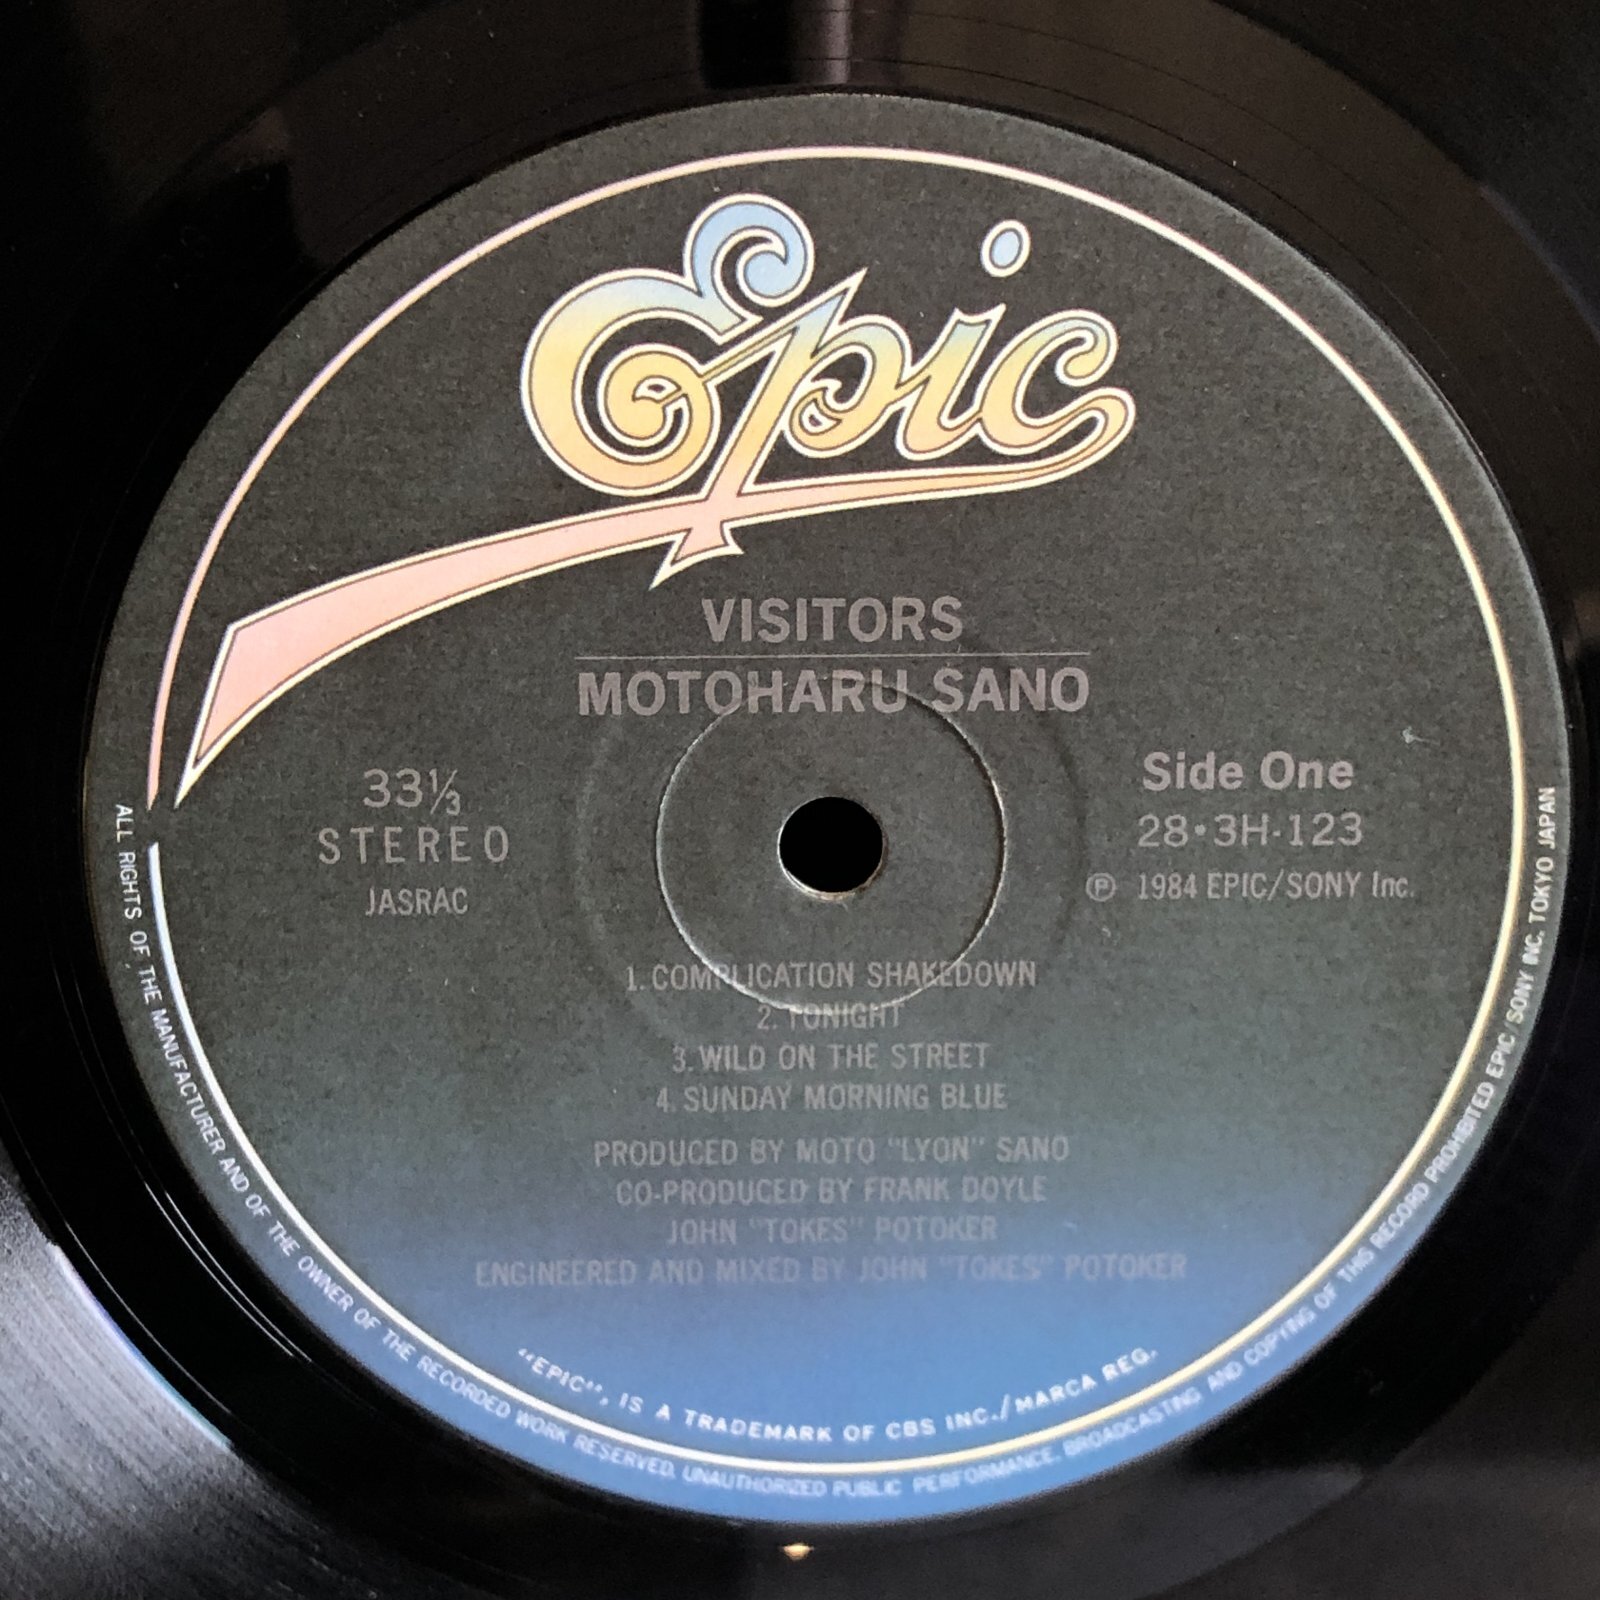 Epic
VISITORS
MOTOHARU SANO
33⅓
STEREO
JASRAC
Side One
28•3H-123
Ⓟ 1984 EPIC/SONY Inc.
1. COMPLICATION SHAKEDOWN
2. TONIGHT
3. WILD ON THE STREET
4. SUNDAY MORNING BLUE
PRODUCED BY MOTO "LYON" SANO
CO-PRODUCED BY FRANK DOYLE
JOHN "TOKES" POTOKER
ENGINEERED AND MIXED BY JOHN "TOKES" POTOKER
"EPIC", IS A TRADEMARK OF CBS INC./MARCA REG.
ALL RIGHTS OF THE MANUFACTURER AND OF THE OWNER OF THE RECORDED WORK RESERVED. UNAUTHORIZED PUBLIC PERFORMANCE. BROADCASTING AND COPYING OF THIS RECORD PROHIBITED EPIC/SONY INC. TOKYO JAPAN